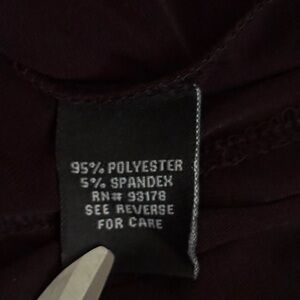 95% POLYESTER
5% SPANDEX
RN# 93178
SEE REVERSE
FOR CARE